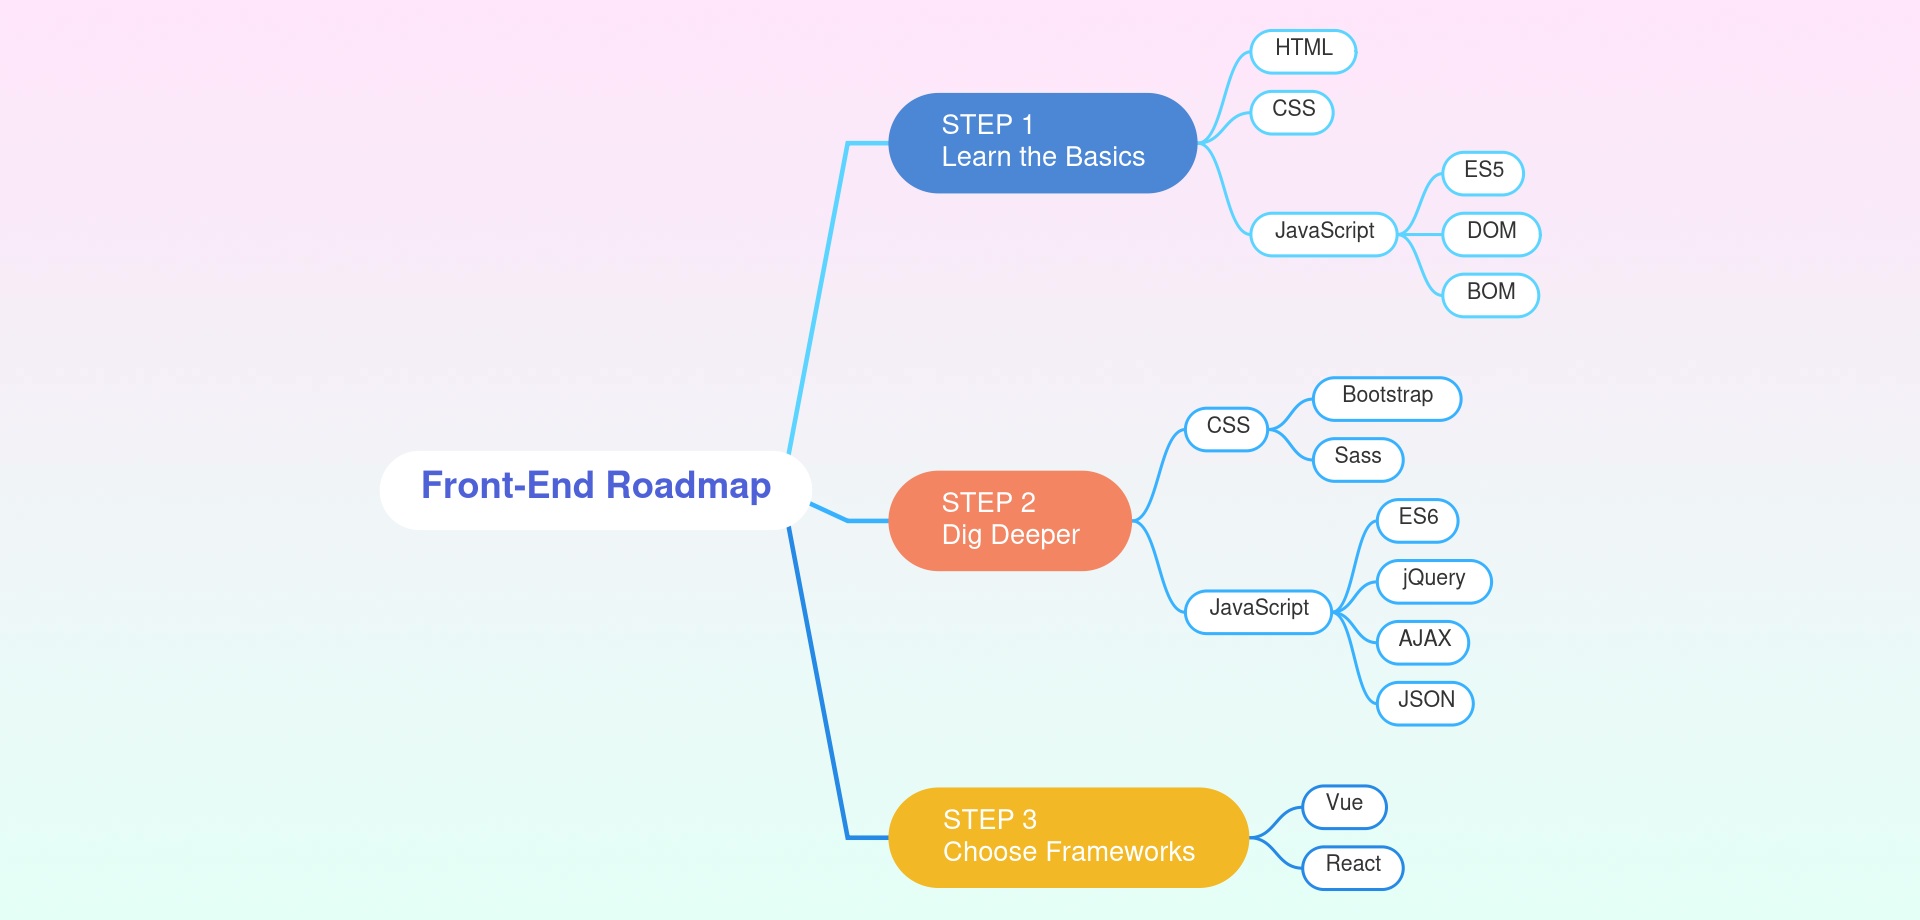 Front-End Roadmap
STEP 1
Learn the Basics
HTML
CSS
JavaScript
ES5
DOM
BOM
STEP 2
Dig Deeper
CSS
Bootstrap
Sass
JavaScript
ES6
jQuery
AJAX
JSON
STEP 3
Choose Frameworks
Vue
React